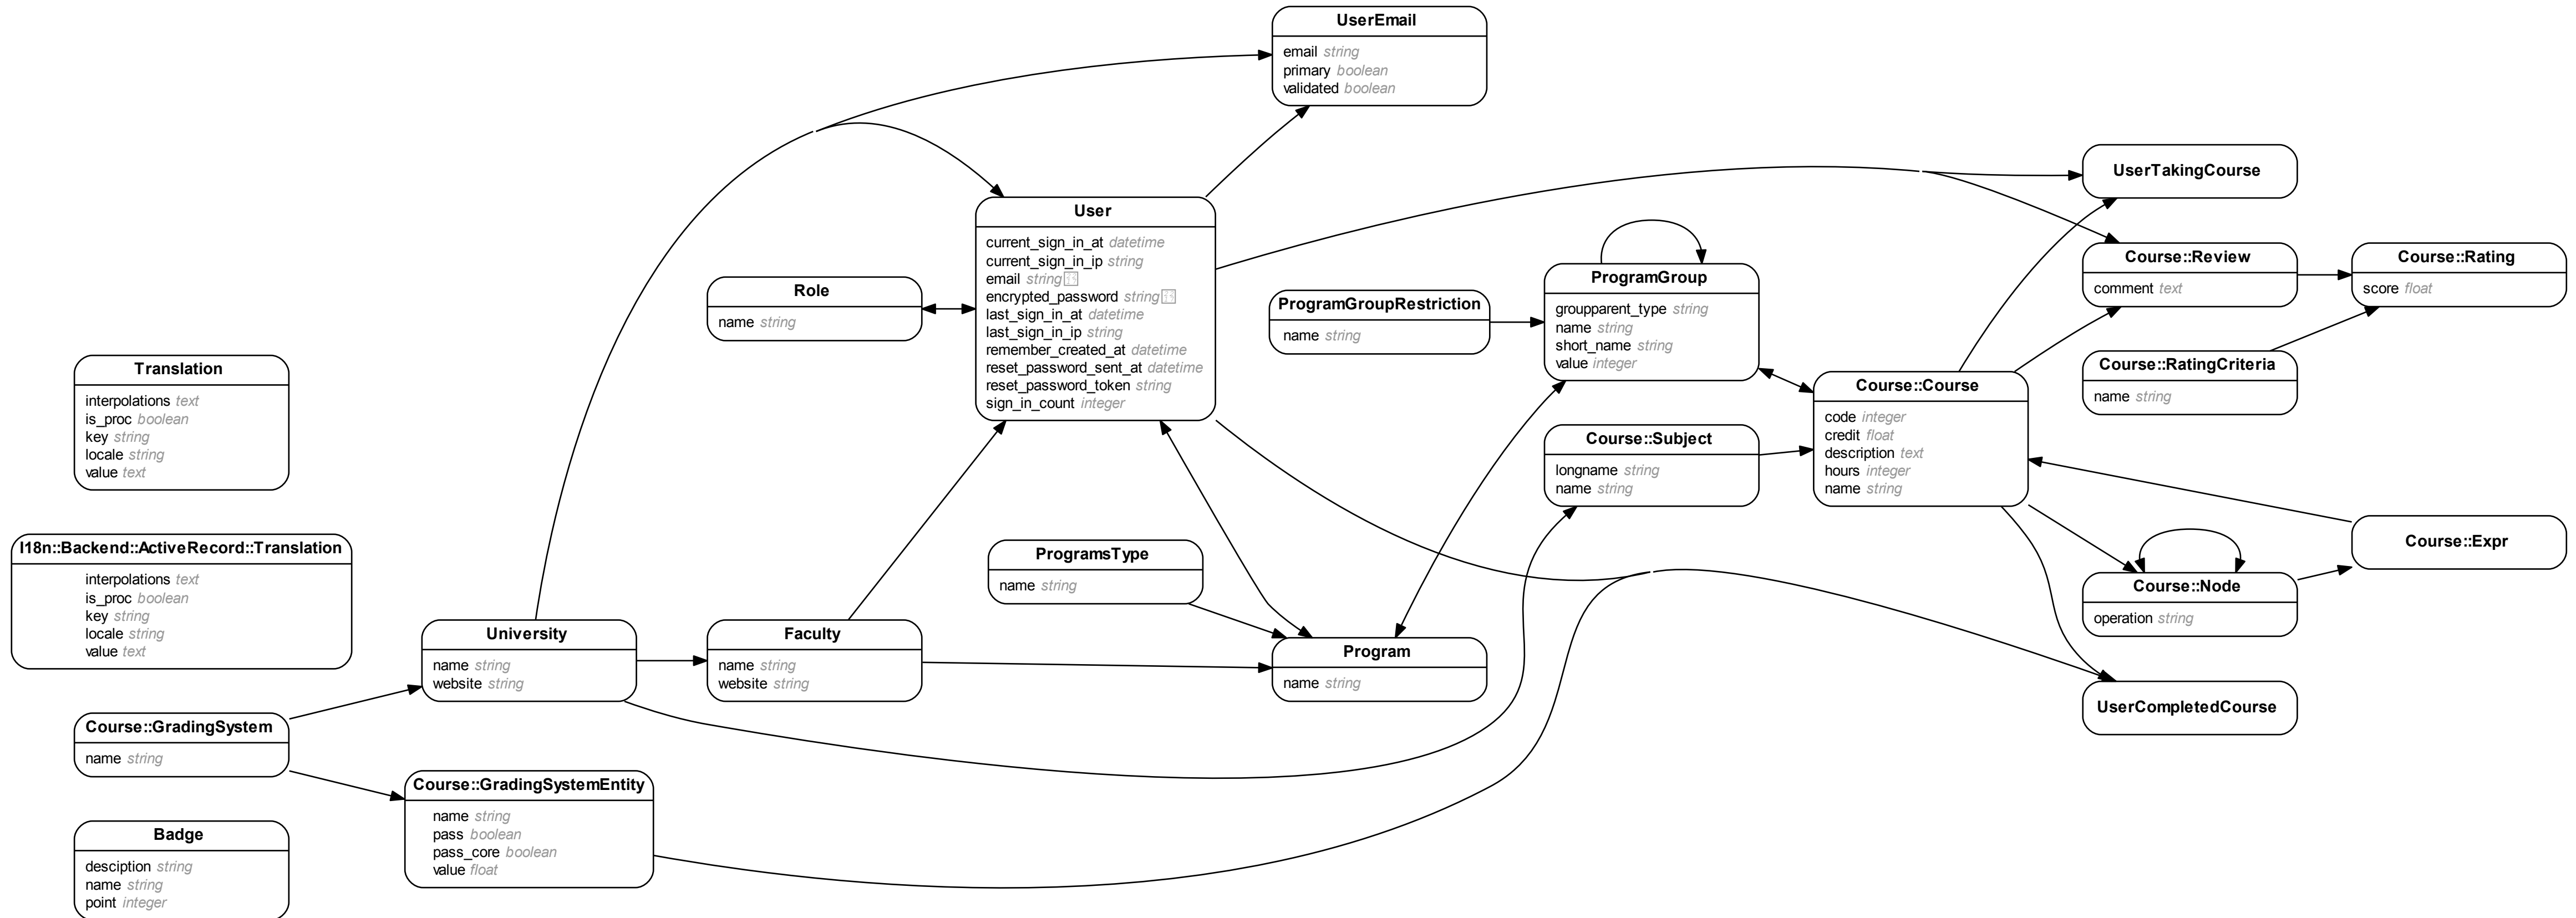 UserEmail
email string
primary boolean
validated boolean
UserTakingCourse
User
current_sign_in_at datetime
current_sign_in_ip string
email string
encrypted_password string
last_sign_in_at datetime
last_sign_in_ip string
remember_created_at datetime
reset_password_sent_at datetime
reset_password_token string
sign_in_count integer
Role
name string
ProgramGroupRestriction
name string
ProgramGroup
groupparent_type string
name string
short_name string
value integer
Course::Review
comment text
Course::Rating
score float
Course::RatingCriteria
name string
Course::Course
code integer
credit float
description text
hours integer
name string
Course::Subject
longname string
name string
Translation
interpolations text
is_proc boolean
key string
locale string
value text
Course::Expr
Course::Node
operation string
I18n::Backend::ActiveRecord::Translation
interpolations text
is_proc boolean
key string
locale string
value text
ProgramsType
name string
University
name string
website string
Faculty
name string
website string
Program
name string
UserCompletedCourse
Course::GradingSystem
name string
Course::GradingSystemEntity
name string
pass boolean
pass_core boolean
value float
Badge
desciption string
name string
point integer